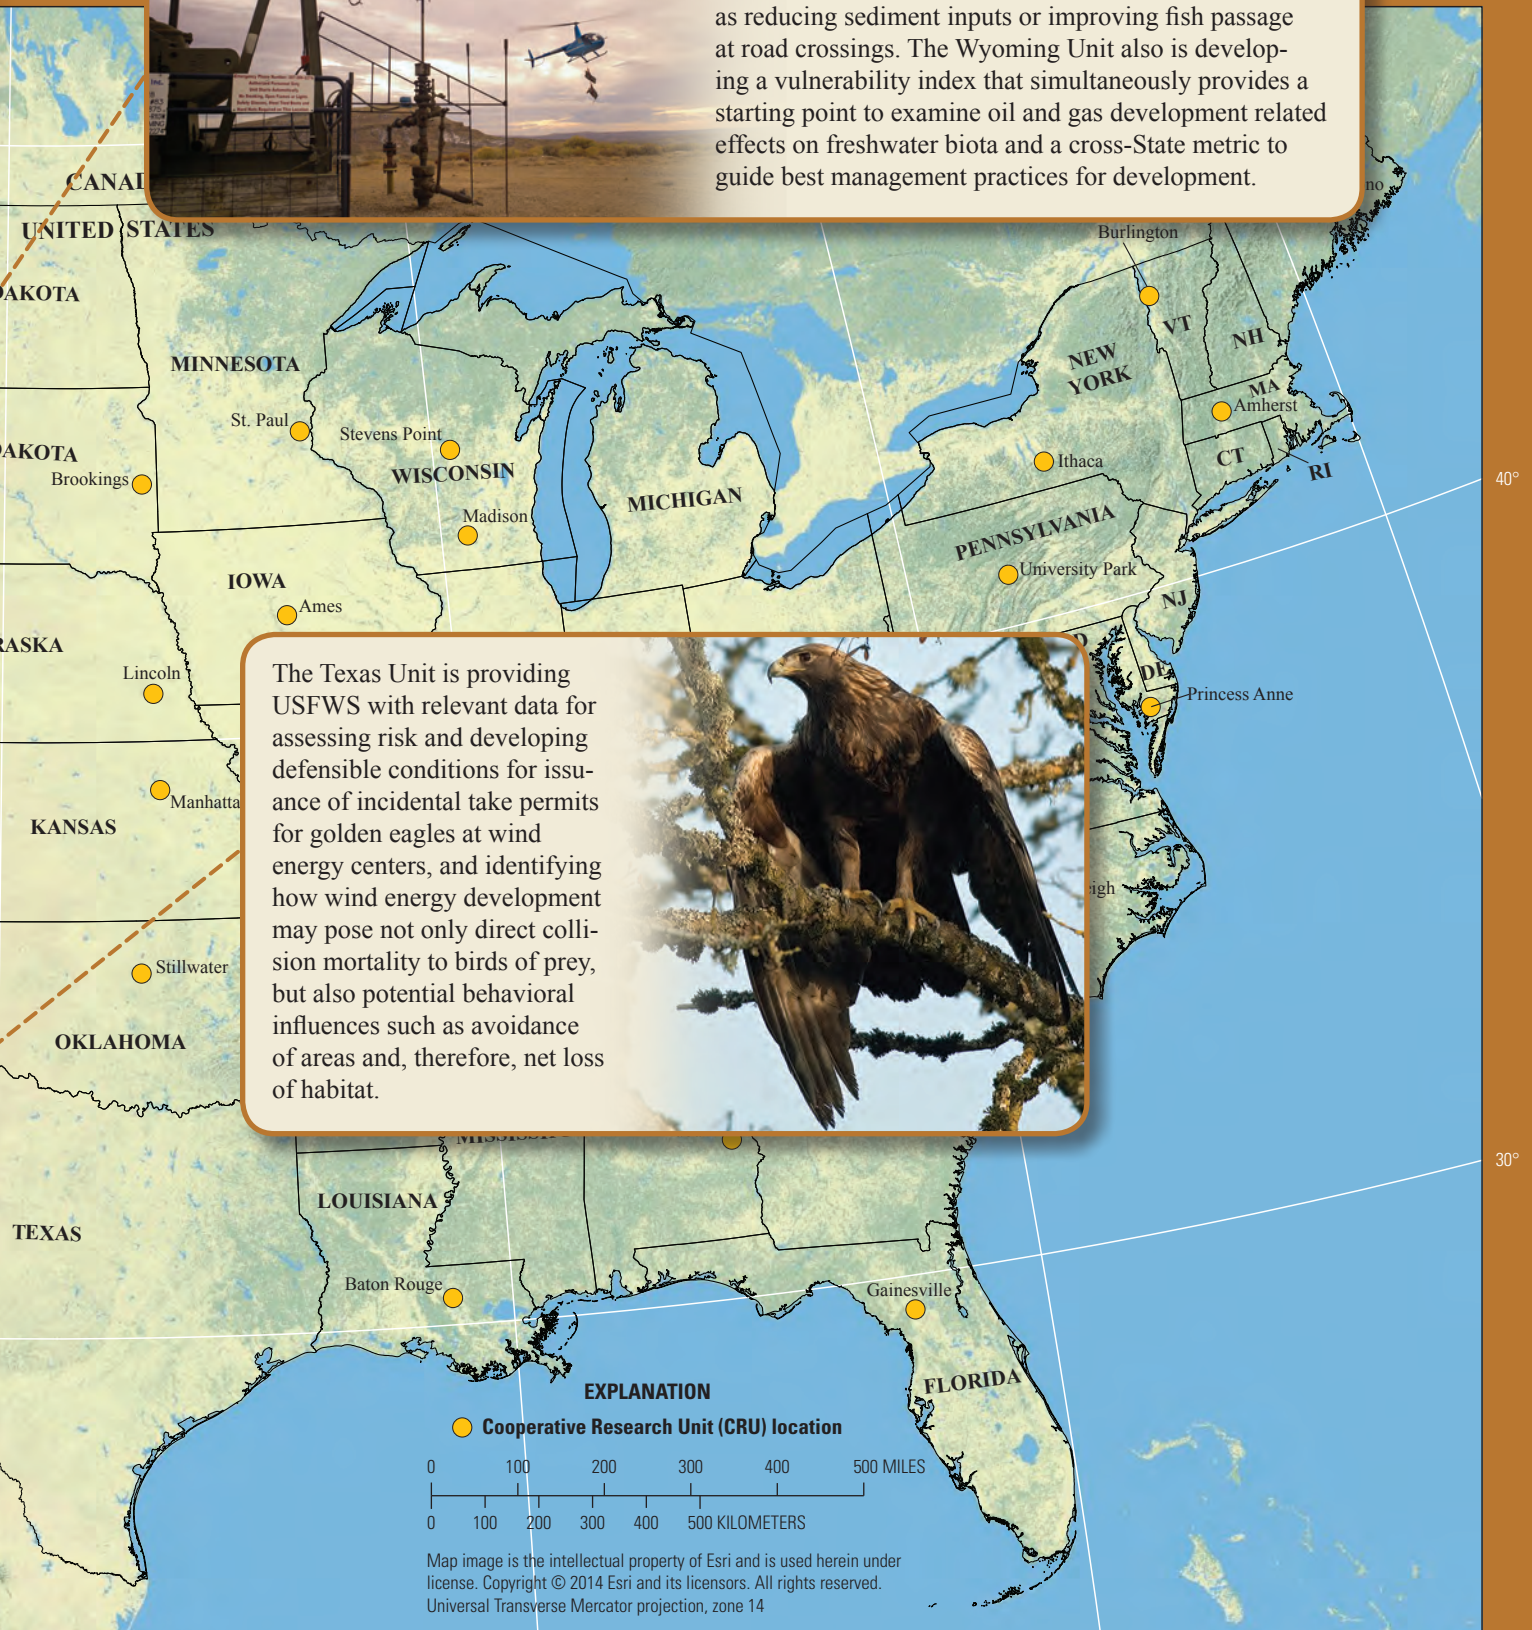 as reducing sediment inputs or improving fish passage
at road crossings. The Wyoming Unit also is develop-
ing a vulnerability index that simultaneously provides a
starting point to examine oil and gas development related
effects on freshwater biota and a cross-State metric to
guide best management practices for development.
CANAD
UNITED STATES
DAKOTA
MINNESOTA
St. Paul
Stevens Point
WISCONSIN
Madison
MICHIGAN
DAKOTA
Brookings
IOWA
Ames
RASKA
Lincoln
KANSAS
Manhatta
Stillwater
OKLAHOMA
TEXAS
Burlington
VT
NH
NEW
YORK
MA
Amherst
CT
RI
Ithaca
PENNSYLVANIA
University Park
NJ
DE
Princess Anne
eigh
no
40°
30°
The Texas Unit is providing
USFWS with relevant data for
assessing risk and developing
defensible conditions for issu-
ance of incidental take permits
for golden eagles at wind
energy centers, and identifying
how wind energy development
may pose not only direct colli-
sion mortality to birds of prey,
but also potential behavioral
influences such as avoidance
of areas and, therefore, net loss
of habitat.
LOUISIANA
Baton Rouge
Gainesville
FLORIDA
EXPLANATION
Cooperative Research Unit (CRU) location
0 100 200 300 400 500 MILES
0 100 200 300 400 500 KILOMETERS
Map image is the intellectual property of Esri and is used herein under
license. Copyright © 2014 Esri and its licensors. All rights reserved.
Universal Transverse Mercator projection, zone 14